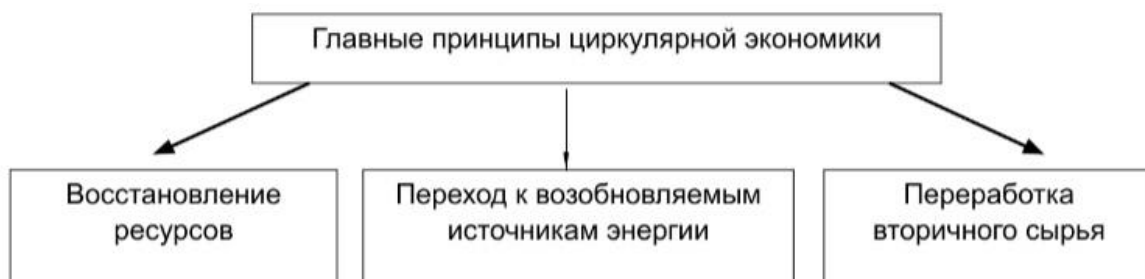 Главные принципы циркулярной экономики
Восстановление
ресурсов
Переход к возобновляемым
источникам энергии
Переработка
вторичного сырья